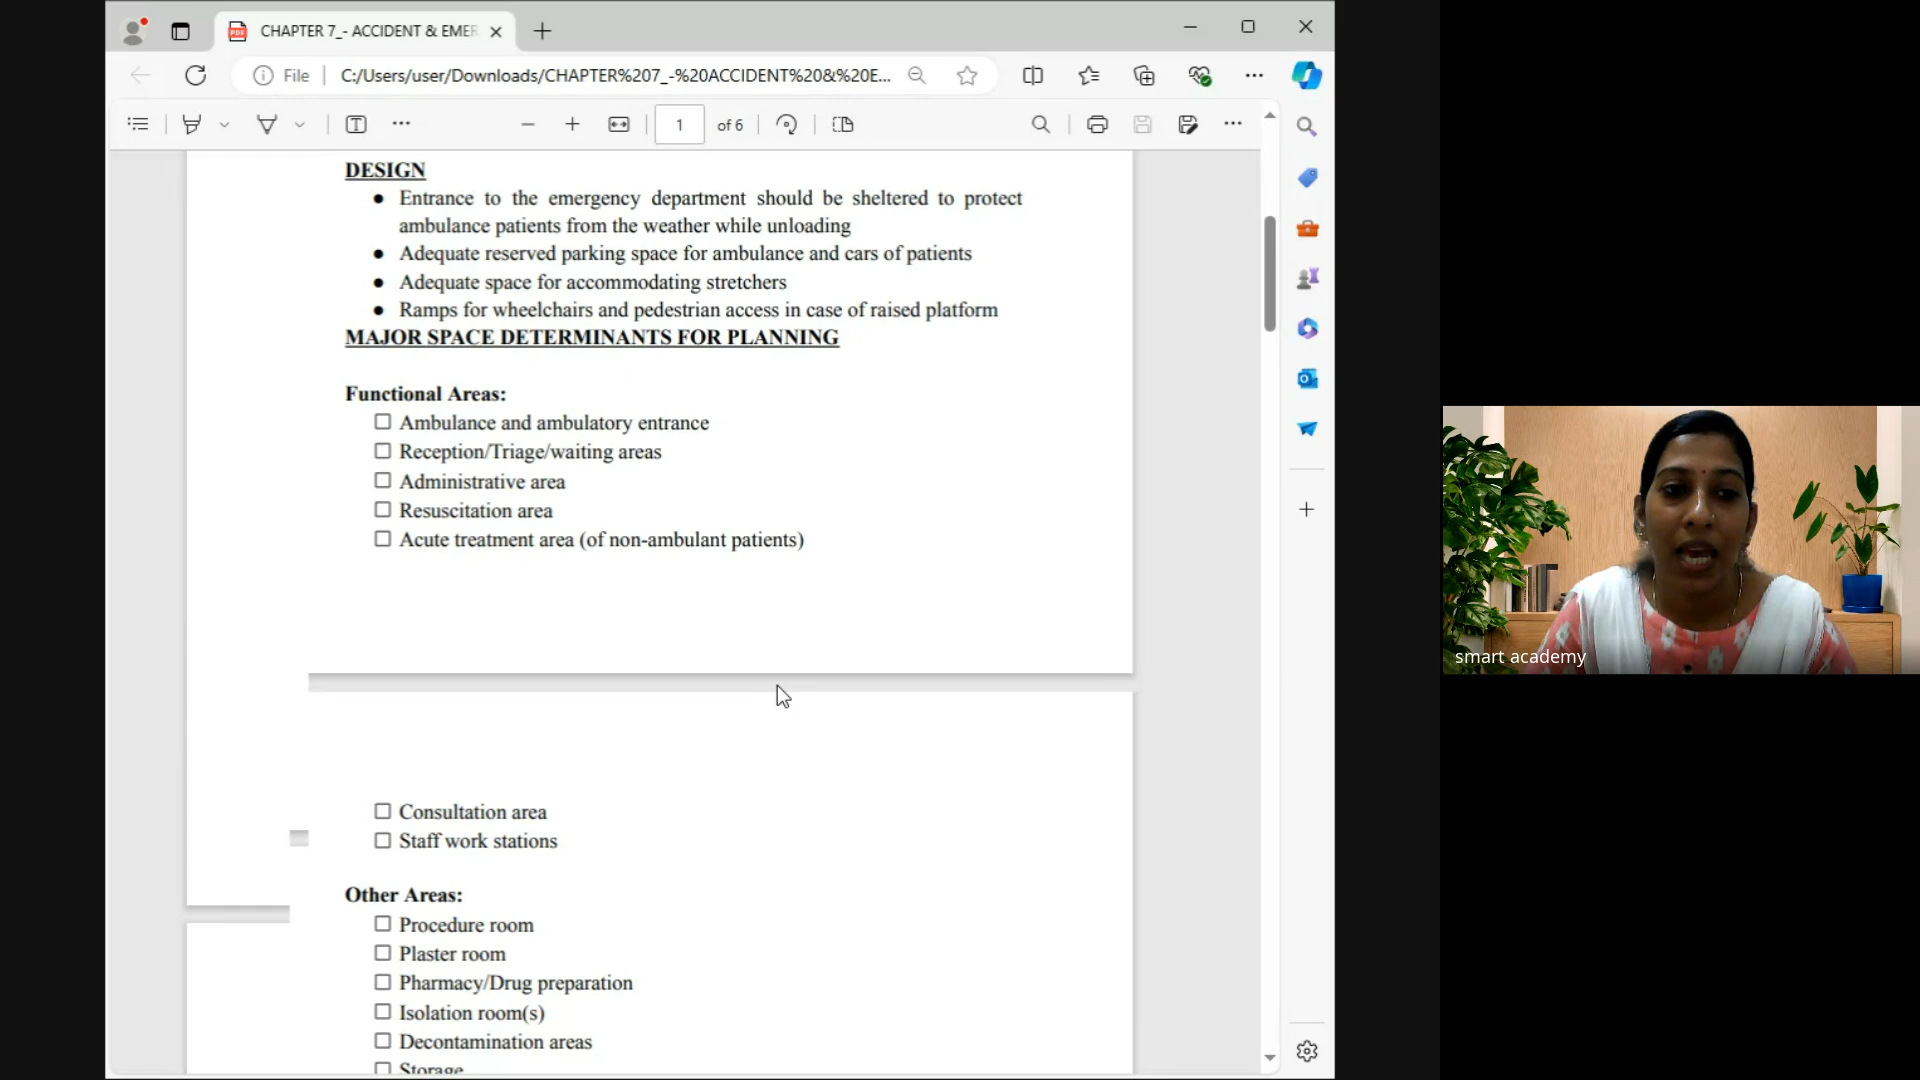 CHAPTER 7_- ACCIDENT & EMER
File
C:/Users/user/Downloads/CHAPTER%207_-%20ACCIDENT%20&%20E...
1 of 6
DESIGN
● Entrance to the emergency department should be sheltered to protect
ambulance patients from the weather while unloading
● Adequate reserved parking space for ambulance and cars of patients
● Adequate space for accommodating stretchers
● Ramps for wheelchairs and pedestrian access in case of raised platform
MAJOR SPACE DETERMINANTS FOR PLANNING
Functional Areas:
☐ Ambulance and ambulatory entrance
☐ Reception/Triage/waiting areas
☐ Administrative area
☐ Resuscitation area
☐ Acute treatment area (of non-ambulant patients)
☐ Consultation area
☐ Staff work stations
Other Areas:
☐ Procedure room
☐ Plaster room
☐ Pharmacy/Drug preparation
☐ Isolation room(s)
☐ Decontamination areas
☐ Storage
smart academy